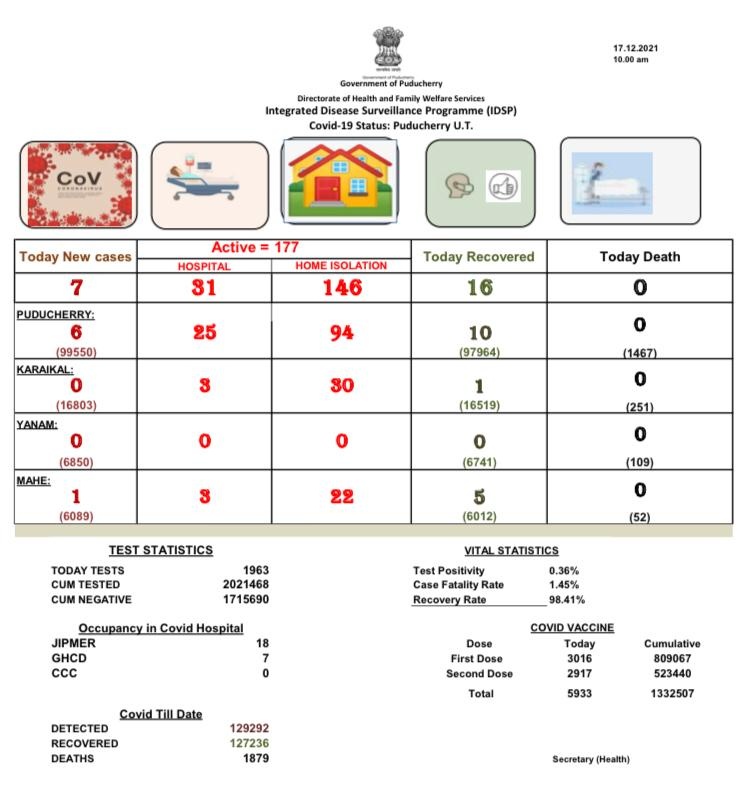 17.12.2021
10.00 am
Government of Puducherry
Government of Puducherry
Directorate of Health and Family Welfare Services
Integrated Disease Surveillance Programme (IDSP)
Covid-19 Status: Puducherry U.T.
CoV
CORONAVIRUS
Today New cases
Active = 177
HOSPITAL HOME ISOLATION
Today Recovered
Today Death
7 31 146 16 0
PUDUCHERRY:
6 25 94 10 0
(99550) (97964) (1467)
KARAIKAL:
0 3 30 1 0
(16803) (16519) (251)
YANAM:
0 0 0 0 0
(6850) (6741) (109)
MAHE:
1 3 22 5 0
(6089) (6012) (52)
TEST STATISTICS
TODAY TESTS 1963
CUM TESTED 2021468
CUM NEGATIVE 1715690
VITAL STATISTICS
Test Positivity 0.36%
Case Fatality Rate 1.45%
Recovery Rate 98.41%
Occupancy in Covid Hospital
JIPMER 18
GHCD 7
CCC 0
COVID VACCINE
Dose Today Cumulative
First Dose 3016 809067
Second Dose 2917 523440
Total 5933 1332507
Covid Till Date
DETECTED 129292
RECOVERED 127236
DEATHS 1879
Secretary (Health)